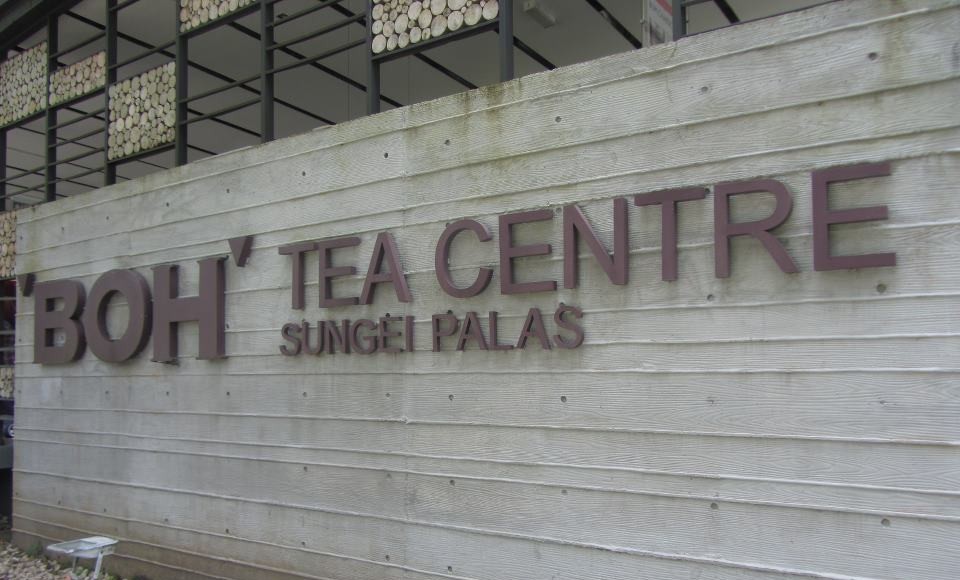 'BOH' TEA CENTRE
SUNGEI PALAS